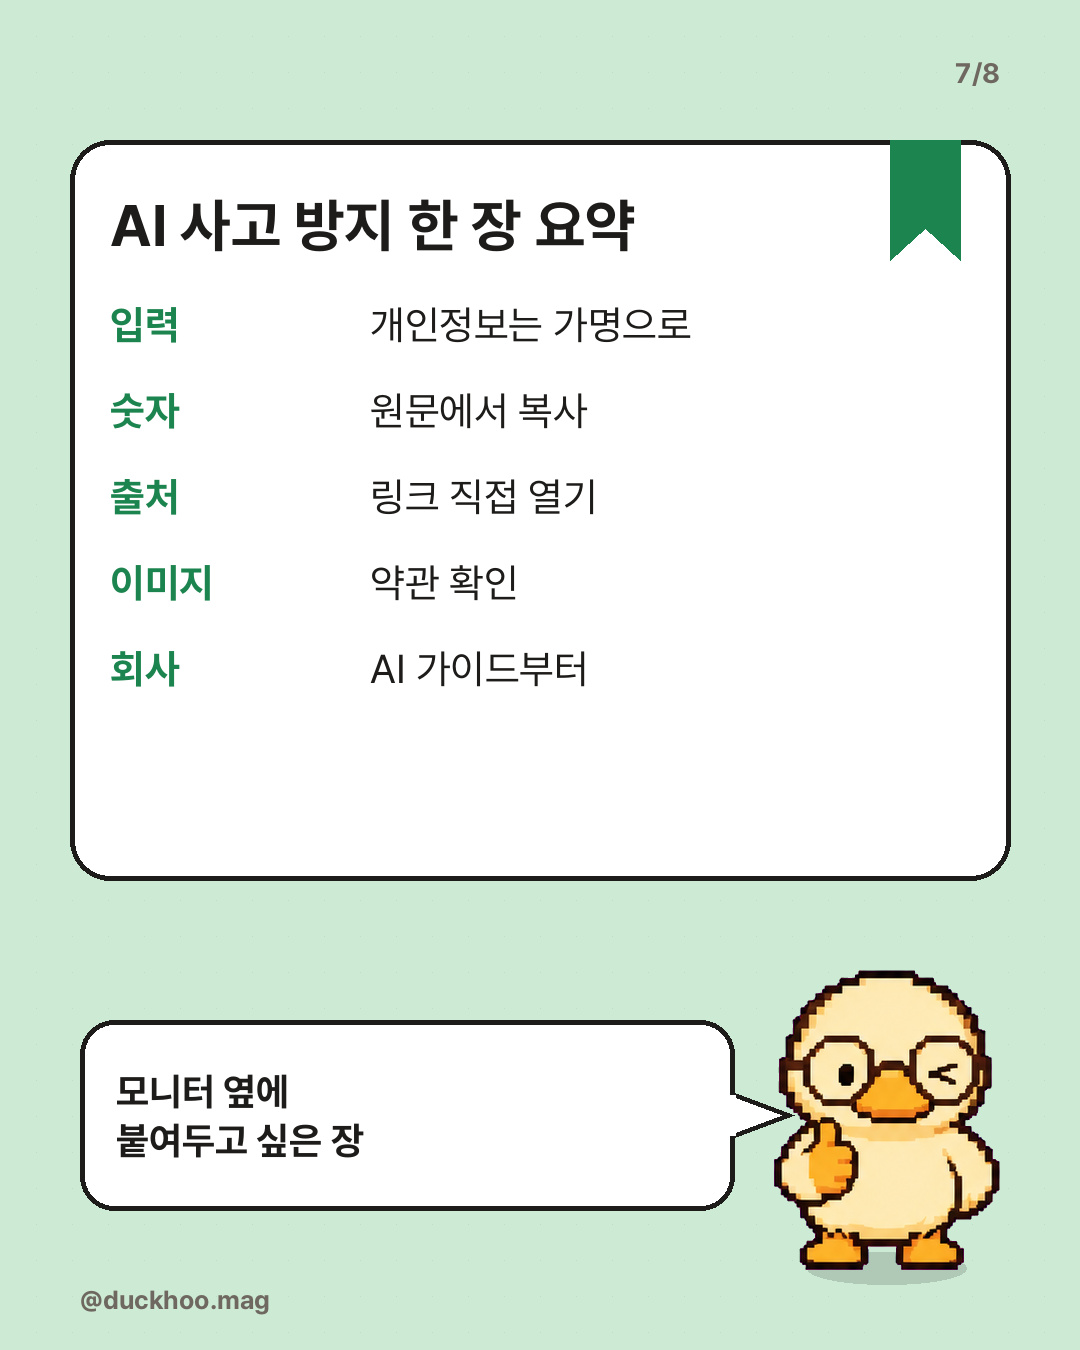 7/8
AI 사고 방지 한 장 요약
입력 개인정보는 가명으로
숫자 원문에서 복사
출처 링크 직접 열기
이미지 약관 확인
회사 AI 가이드부터
모니터 옆에
붙여두고 싶은 장
@duckhoo.mag